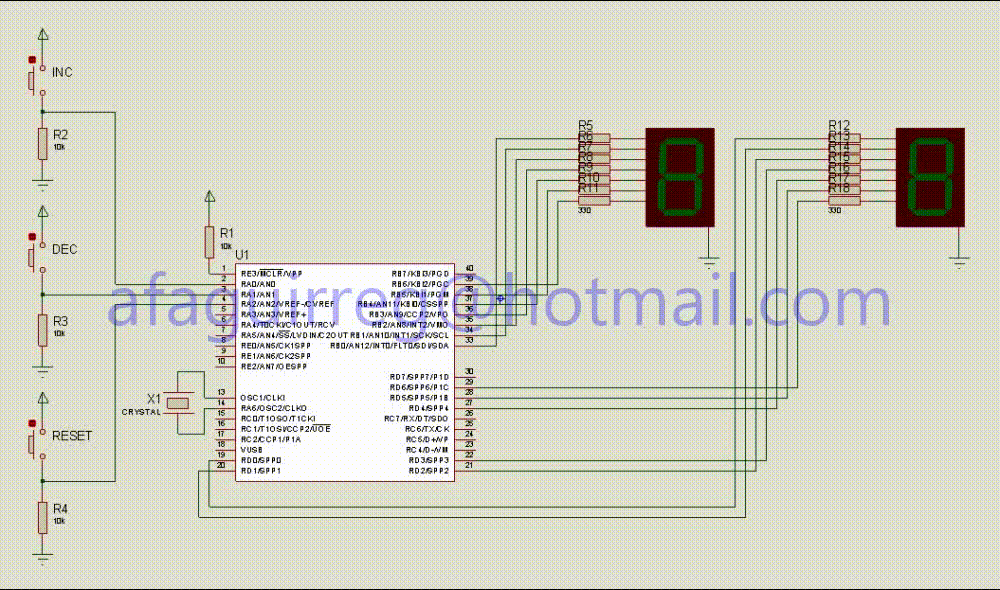 INC
R2
10k
DEC
R3
10k
RESET
R4
10k
R1
10k
U1
X1
CRYSTAL
1 RE3/MCLR/VPP
2 RA0/AN0
3 RA1/AN1
4 RA2/AN2/VREF-/CVREF
5 RA3/AN3/VREF+
6 RA4/T0CKI/C1OUT/RCV
7 RA5/AN4/SS/LVDIN/C2OUT
8 RE0/AN5/CK1SPP
9 RE1/AN6/CK2SPP
10 RE2/AN7/OESPP
13 OSC1/CLKI
14 RA6/OSC2/CLKO
15 RC0/T1OSO/T1CKI
16 RC1/T1OSI/CCP2/UOE
17 RC2/CCP1/P1A
18 VUSB
19 RD0/SPP0
20 RD1/SPP1
RB7/KBI3/PGD 40
RB6/KBI2/PGC 39
RB5/KBI1/PGM 38
RB4/AN11/KBI0/CSSPP 37
RB3/AN9/CCP2/VPO 36
RB2/AN8/INT2/VMO 35
RB1/AN10/INT1/SCK/SCL 34
RB0/AN12/INT0/FLT0/SDI/SDA 33
RD7/SPP7/P1D 30
RD6/SPP6/P1C 29
RD5/SPP5/P1B 28
RD4/SPP4 27
RC7/RX/DT/SDO 26
RC6/TX/CK 25
RC5/D+/VP 24
RC4/D-/VM 23
RD3/SPP3 22
RD2/SPP2 21
R5
R6
R7
R8
R9
R10
R11
330
R12
R13
R14
R15
R16
R17
R18
330
afaguirreg@hotmail.com